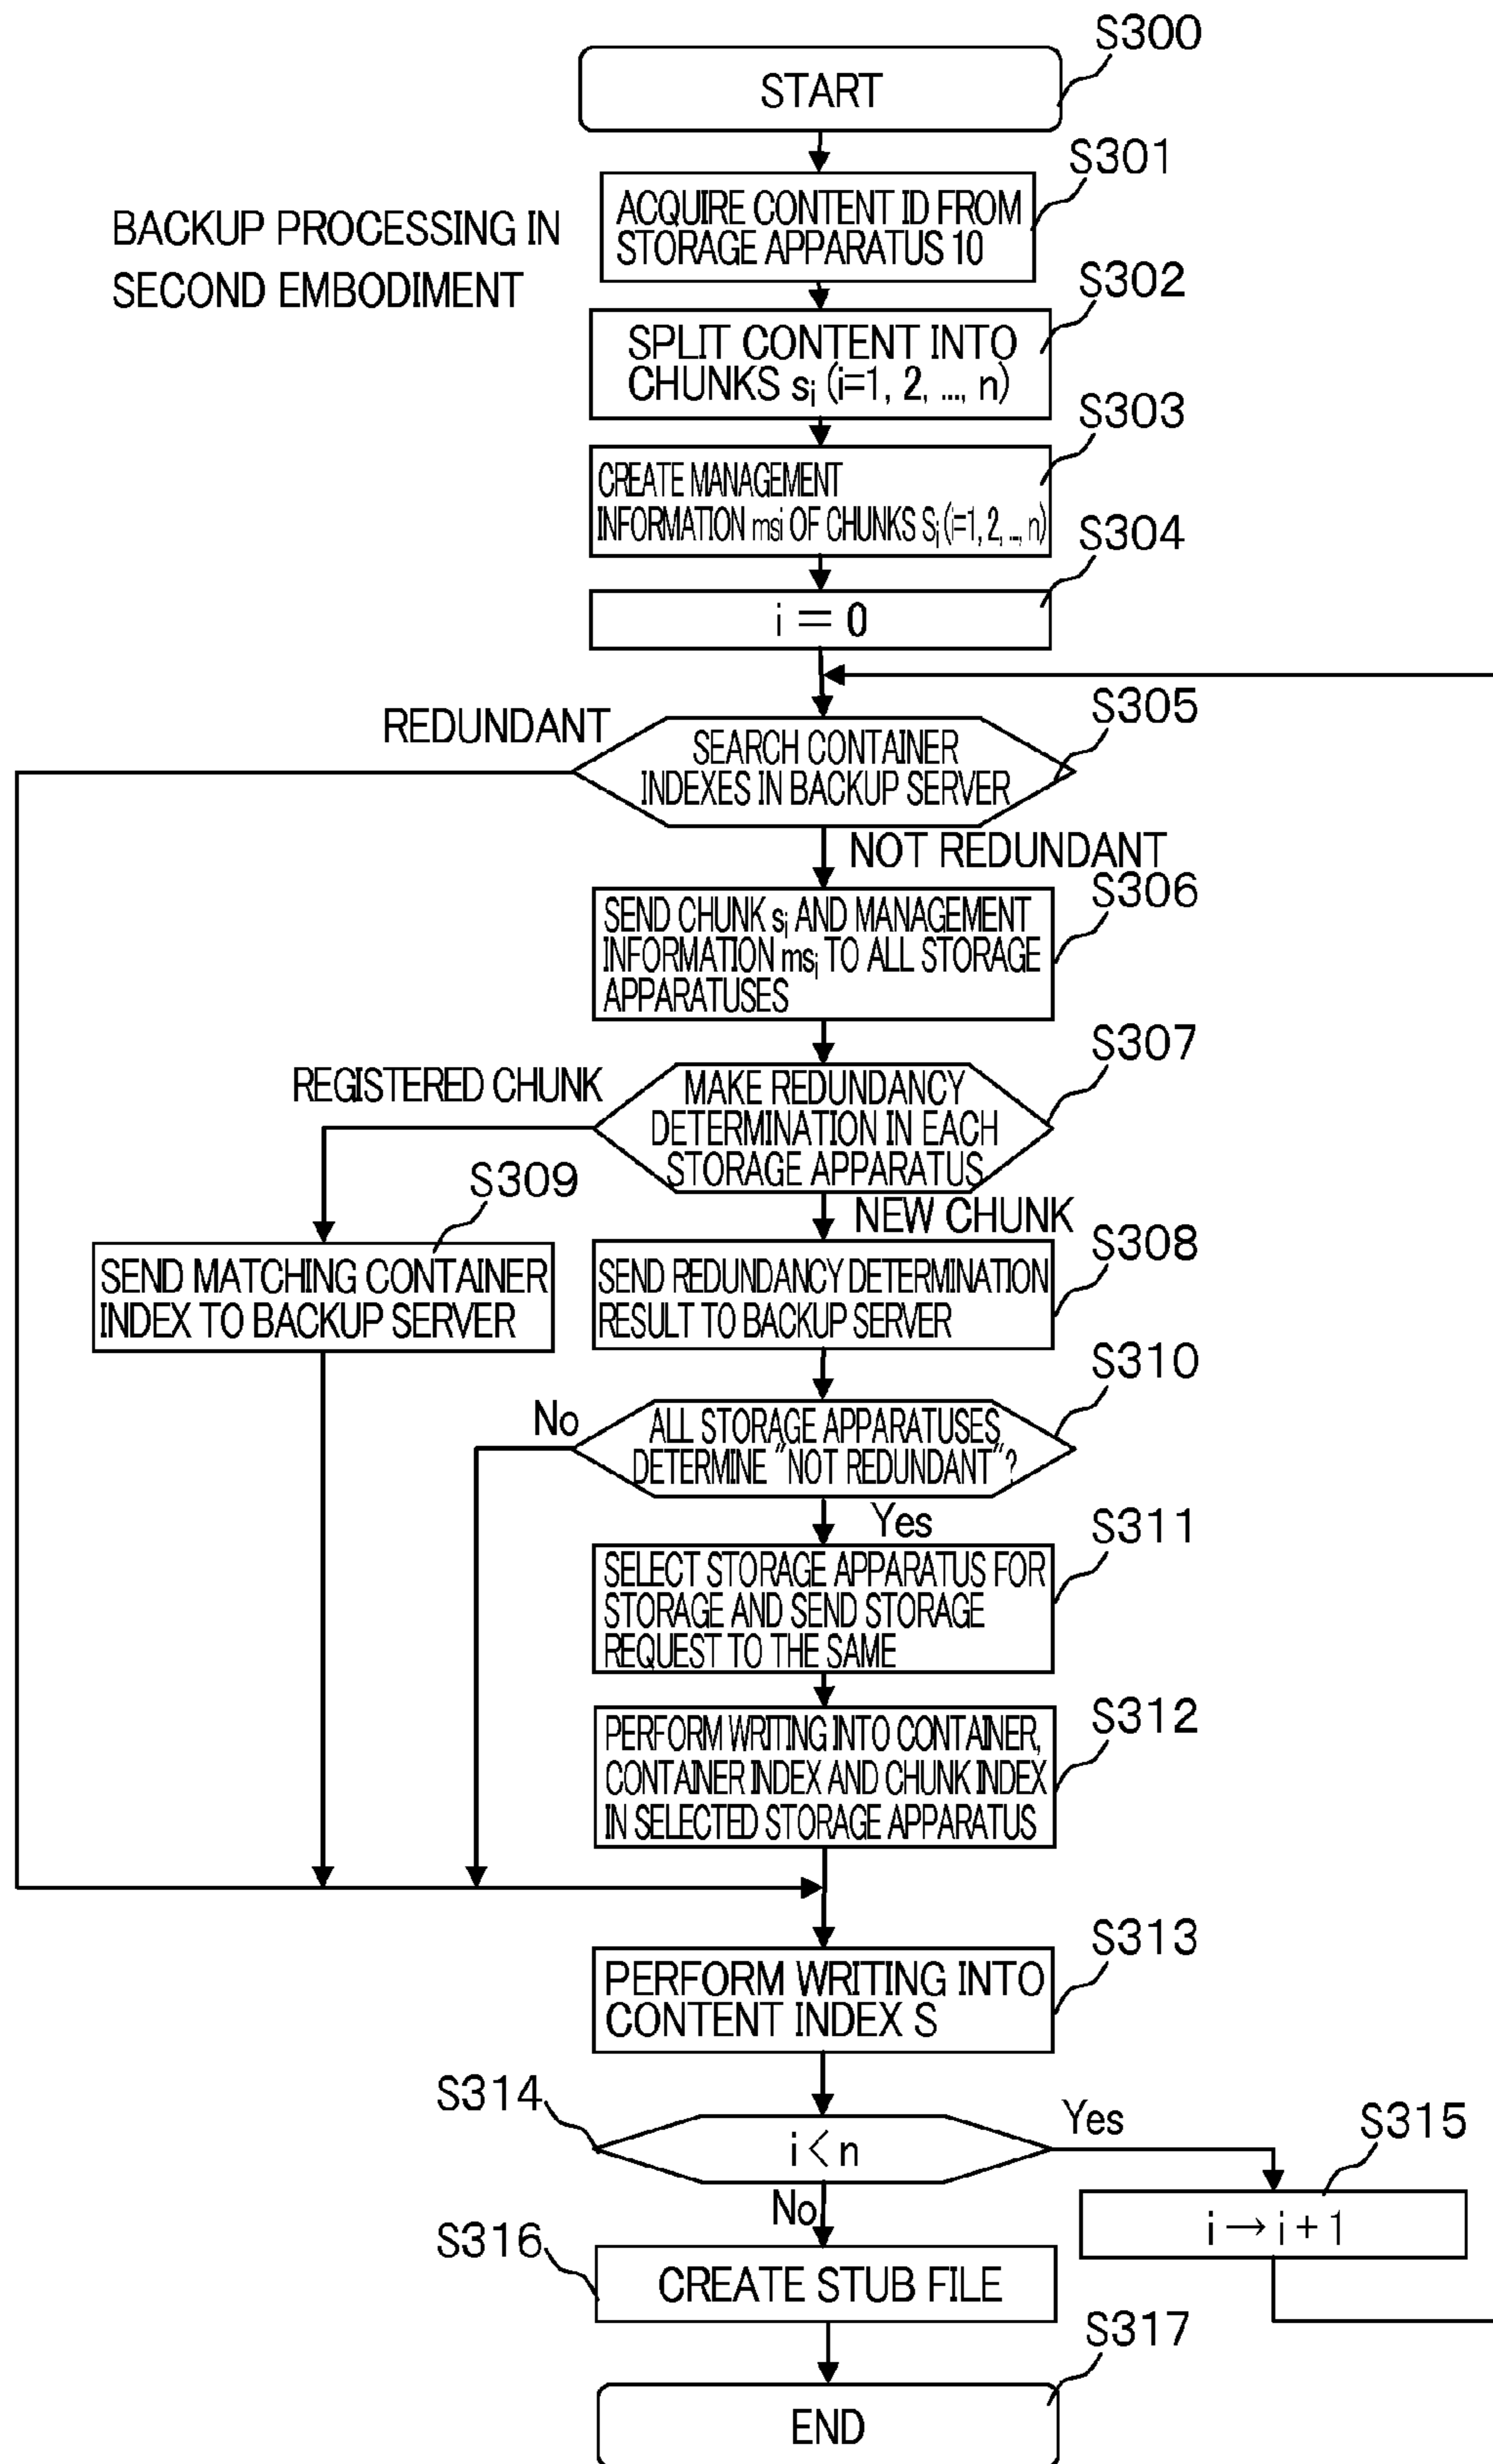 S300
START
S301
ACQUIRE CONTENT ID FROM
STORAGE APPARATUS 10
BACKUP PROCESSING IN
SECOND EMBODIMENT
S302
SPLIT CONTENT INTO
CHUNKS si (i=1, 2, ..., n)
S303
CREATE MANAGEMENT
INFORMATION msi OF CHUNKS Si (i=1, 2, .., n)
S304
i = 0
S305
REDUNDANT
SEARCH CONTAINER
INDEXES IN BACKUP SERVER
NOT REDUNDANT
S306
SEND CHUNK si AND MANAGEMENT
INFORMATION msi TO ALL STORAGE
APPARATUSES
S307
REGISTERED CHUNK
MAKE REDUNDANCY
DETERMINATION IN EACH
STORAGE APPARATUS
S309
NEW CHUNK
S308
SEND MATCHING CONTAINER
INDEX TO BACKUP SERVER
SEND REDUNDANCY DETERMINATION
RESULT TO BACKUP SERVER
S310
No
ALL STORAGE APPARATUSES
DETERMINE "NOT REDUNDANT"?
Yes
S311
SELECT STORAGE APPARATUS FOR
STORAGE AND SEND STORAGE
REQUEST TO THE SAME
S312
PERFORM WRITING INTO CONTAINER,
CONTAINER INDEX AND CHUNK INDEX
IN SELECTED STORAGE APPARATUS
S313
PERFORM WRITING INTO
CONTENT INDEX S
S314
i < n
Yes
S315
i → i + 1
No
S316
CREATE STUB FILE
S317
END